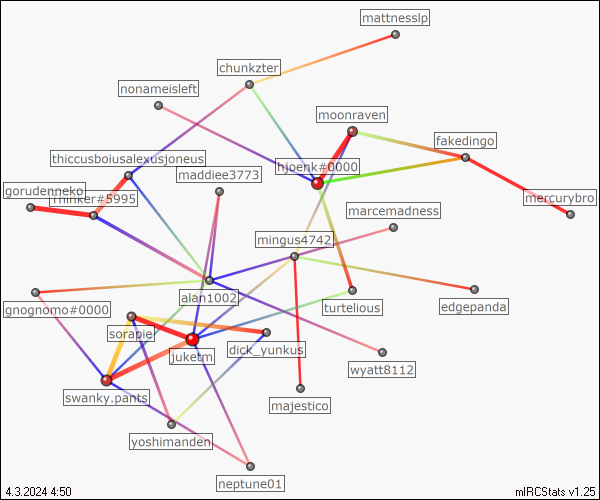 mattnesslp
chunkzter
nonameisleft
moonraven
fakedingo
thiccusboiusalexusjoneus
hjoenk#0000
maddiee3773
gorudenneko
Thinker#5995
mercurybro
marcemadness
mingus4742
alan1002
gnognomo#0000
turtelious
edgepanda
sorapie
juketm
dick_yunkus
wyatt8112
swanky.pants
majestico
yoshimanden
neptune01
4.3.2024 4:50
mIRCStats v1.25